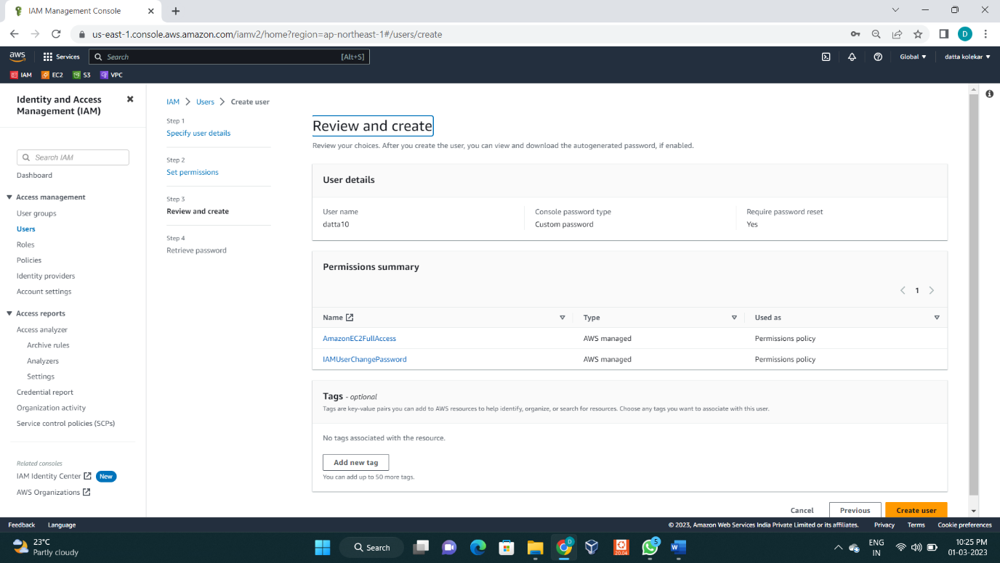 IAM Management Console
us-east-1.console.aws.amazon.com/iamv2/home?region=ap-northeast-1#/users/create
D
aws
Services
Search
[Alt+S]
Global
datta kolekar
IAM
EC2
S3
VPC
Identity and Access
Management (IAM)
Search IAM
Dashboard
Access management
User groups
Users
Roles
Policies
Identity providers
Account settings
Access reports
Access analyzer
Archive rules
Analyzers
Settings
Credential report
Organization activity
Service control policies (SCPs)
Related consoles
IAM Identity Center New
AWS Organizations
IAM > Users > Create user
Step 1
Specify user details
Step 2
Set permissions
Step 3
Review and create
Step 4
Retrieve password
Review and create
Review your choices. After you create the user, you can view and download the autogenerated password, if enabled.
User details
User name
datta10
Console password type
Custom password
Require password reset
Yes
Permissions summary
1
Name Type Used as
AmazonEC2FullAccess AWS managed Permissions policy
IAMUserChangePassword AWS managed Permissions policy
Tags - optional
Tags are key-value pairs you can add to AWS resources to help identify, organize, or search for resources. Choose any tags you want to associate with this user.
No tags associated with the resource.
Add new tag
You can add up to 50 more tags.
Cancel Previous Create user
Feedback Language © 2023, Amazon Web Services India Private Limited or its affiliates. Privacy Terms Cookie preferences
23°C
Partly cloudy
Search
D
20.04
5
W
ENG
IN
10:25 PM
01-03-2023